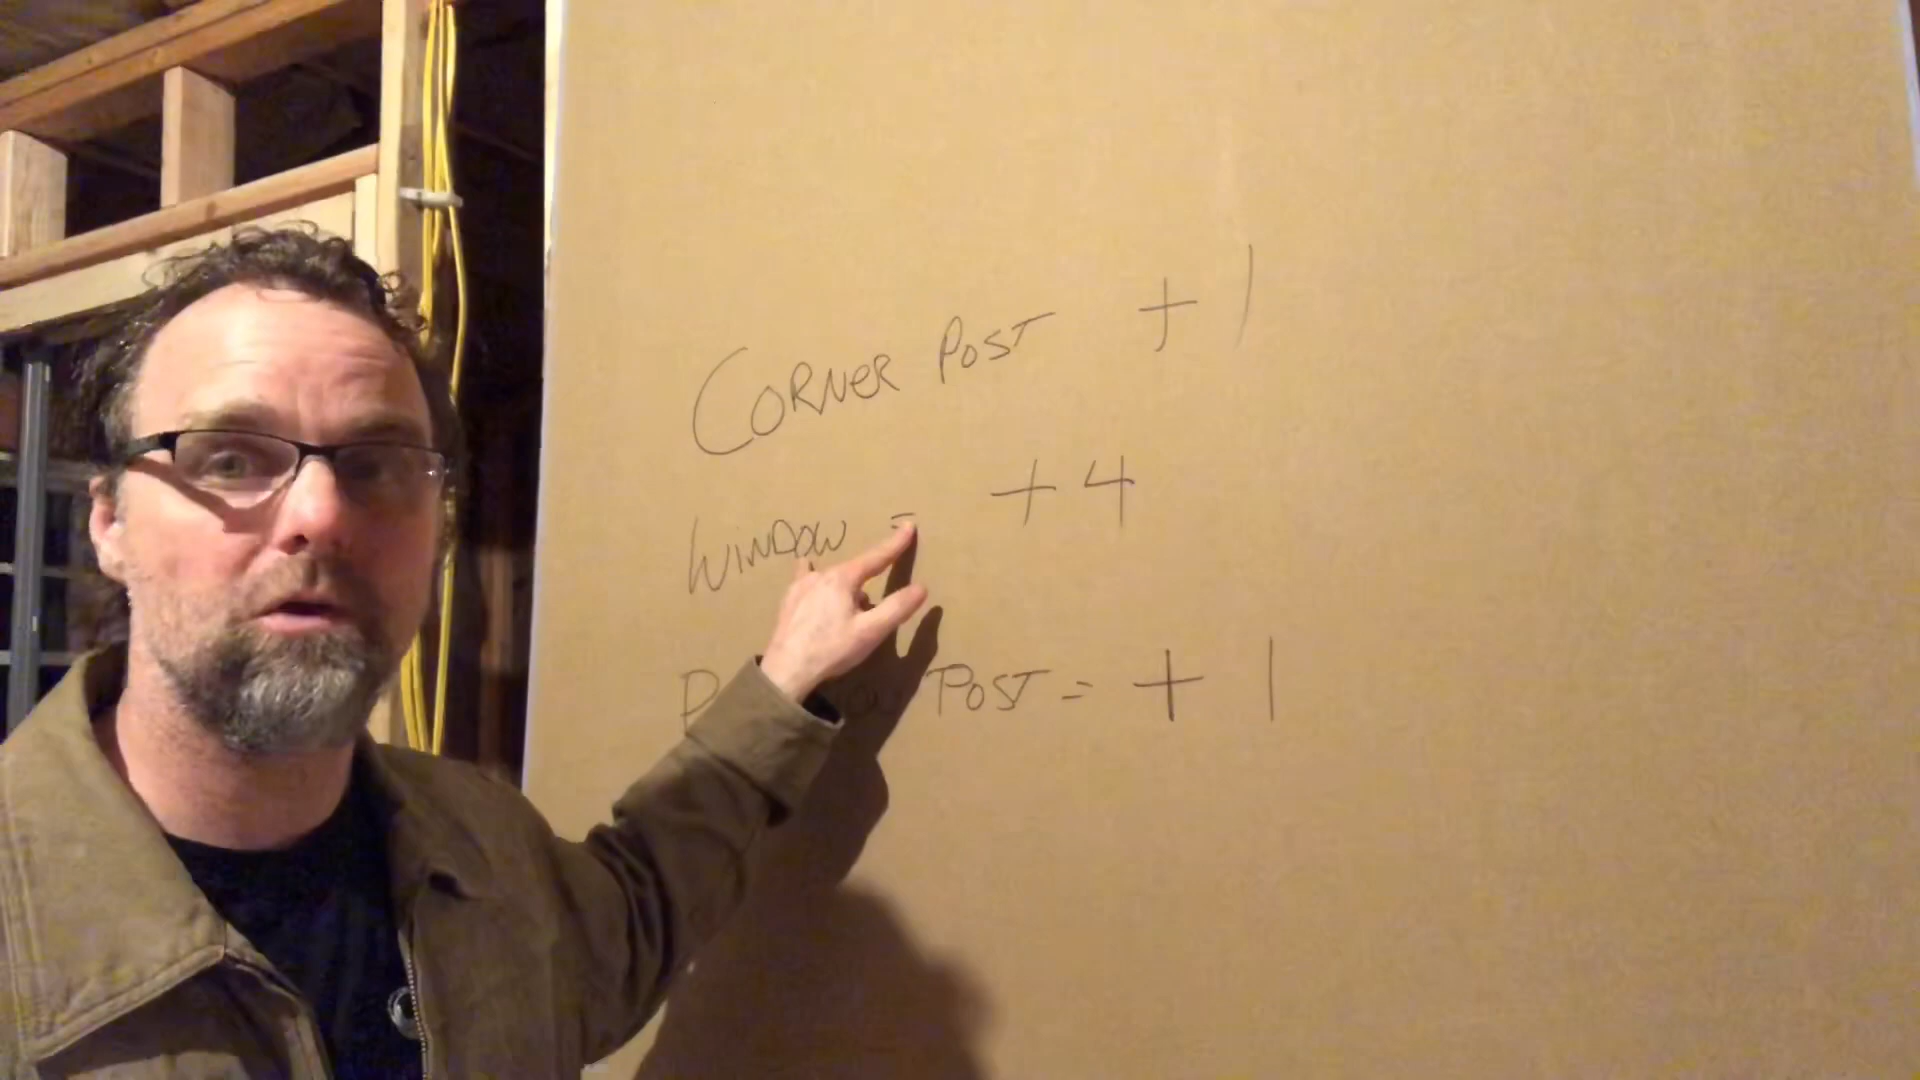 CORNER POST + 1
WINDOW = + 4
POST = + 1